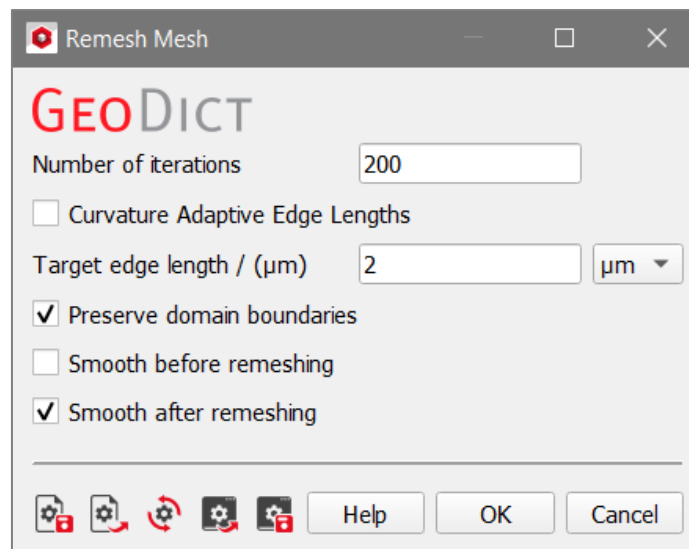 Remesh Mesh
GEODICT
Number of iterations 200
Curvature Adaptive Edge Lengths
Target edge length / (µm) 2 µm
Preserve domain boundaries
Smooth before remeshing
Smooth after remeshing
Help OK Cancel